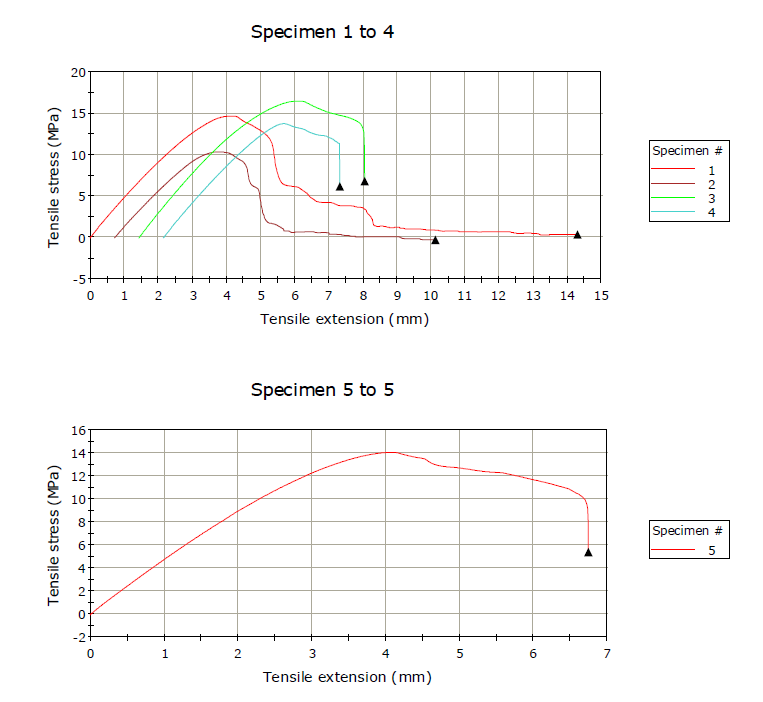 Specimen 1 to 4
Tensile stress (MPa)
20
15
10
5
0
-5
0 1 2 3 4 5 6 7 8 9 10 11 12 13 14 15
Tensile extension (mm)
Specimen #
1
2
3
4
Specimen 5 to 5
Tensile stress (MPa)
16
14
12
10
8
6
4
2
0
-2
0 1 2 3 4 5 6 7
Tensile extension (mm)
Specimen #
5